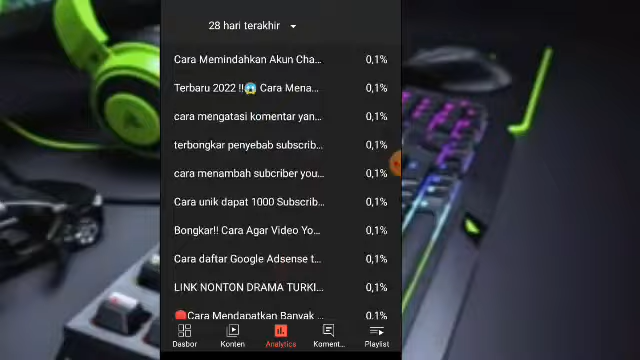 28 hari terakhir
Cara Memindahkan Akun Cha... 0,1%
Terbaru 2022 !!😱 Cara Mena... 0,1%
cara mengatasi komentar yan... 0,1%
terbongkar penyebab subscrib... 0,1%
cara menambah subcriber you... 0,1%
Cara unik dapat 1000 Subscrib... 0,1%
Bongkar!! Cara Agar Video Yo... 0,1%
Cara daftar Google Adsense t... 0,1%
LINK NONTON DRAMA TURKI... 0,1%
Cara Mendapatkan Banyak ... 0,1%
Dasbor Konten Analytics Koment... Playlist